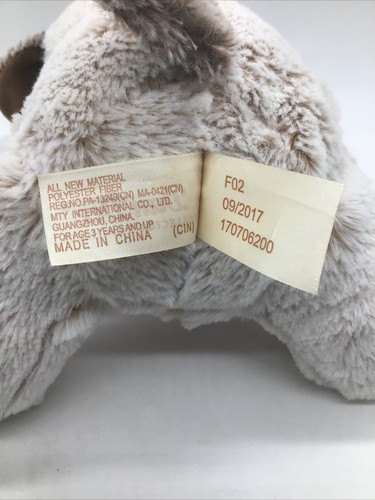 ALL NEW MATERIAL
POLYESTER FIBER
REG.NO.PA-13249(CN) MA-0421(CN)
MTY INTERNATIONAL CO., LTD.
GUANGZHOU, CHINA.
FOR AGE 3 YEARS AND UP
MADE IN CHINA (C1N)
F02
09/2017
170706200